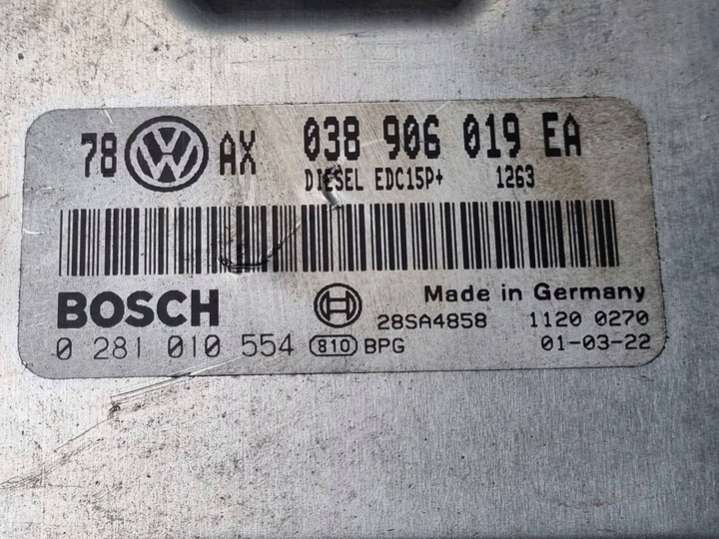 78 AX 038 906 019 EA
DIESEL EDC15P+ 1263
BOSCH Made in Germany
28SA4858 1120 0270
0 281 010 554 810 BPG 01-03-22